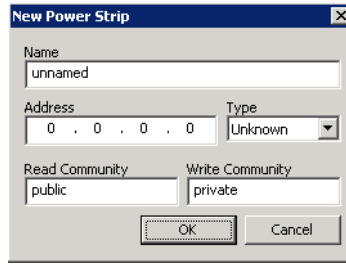 New Power Strip
Name
unnamed
Address Type
0 . 0 . 0 . 0 Unknown
Read Community Write Community
public private
OK Cancel